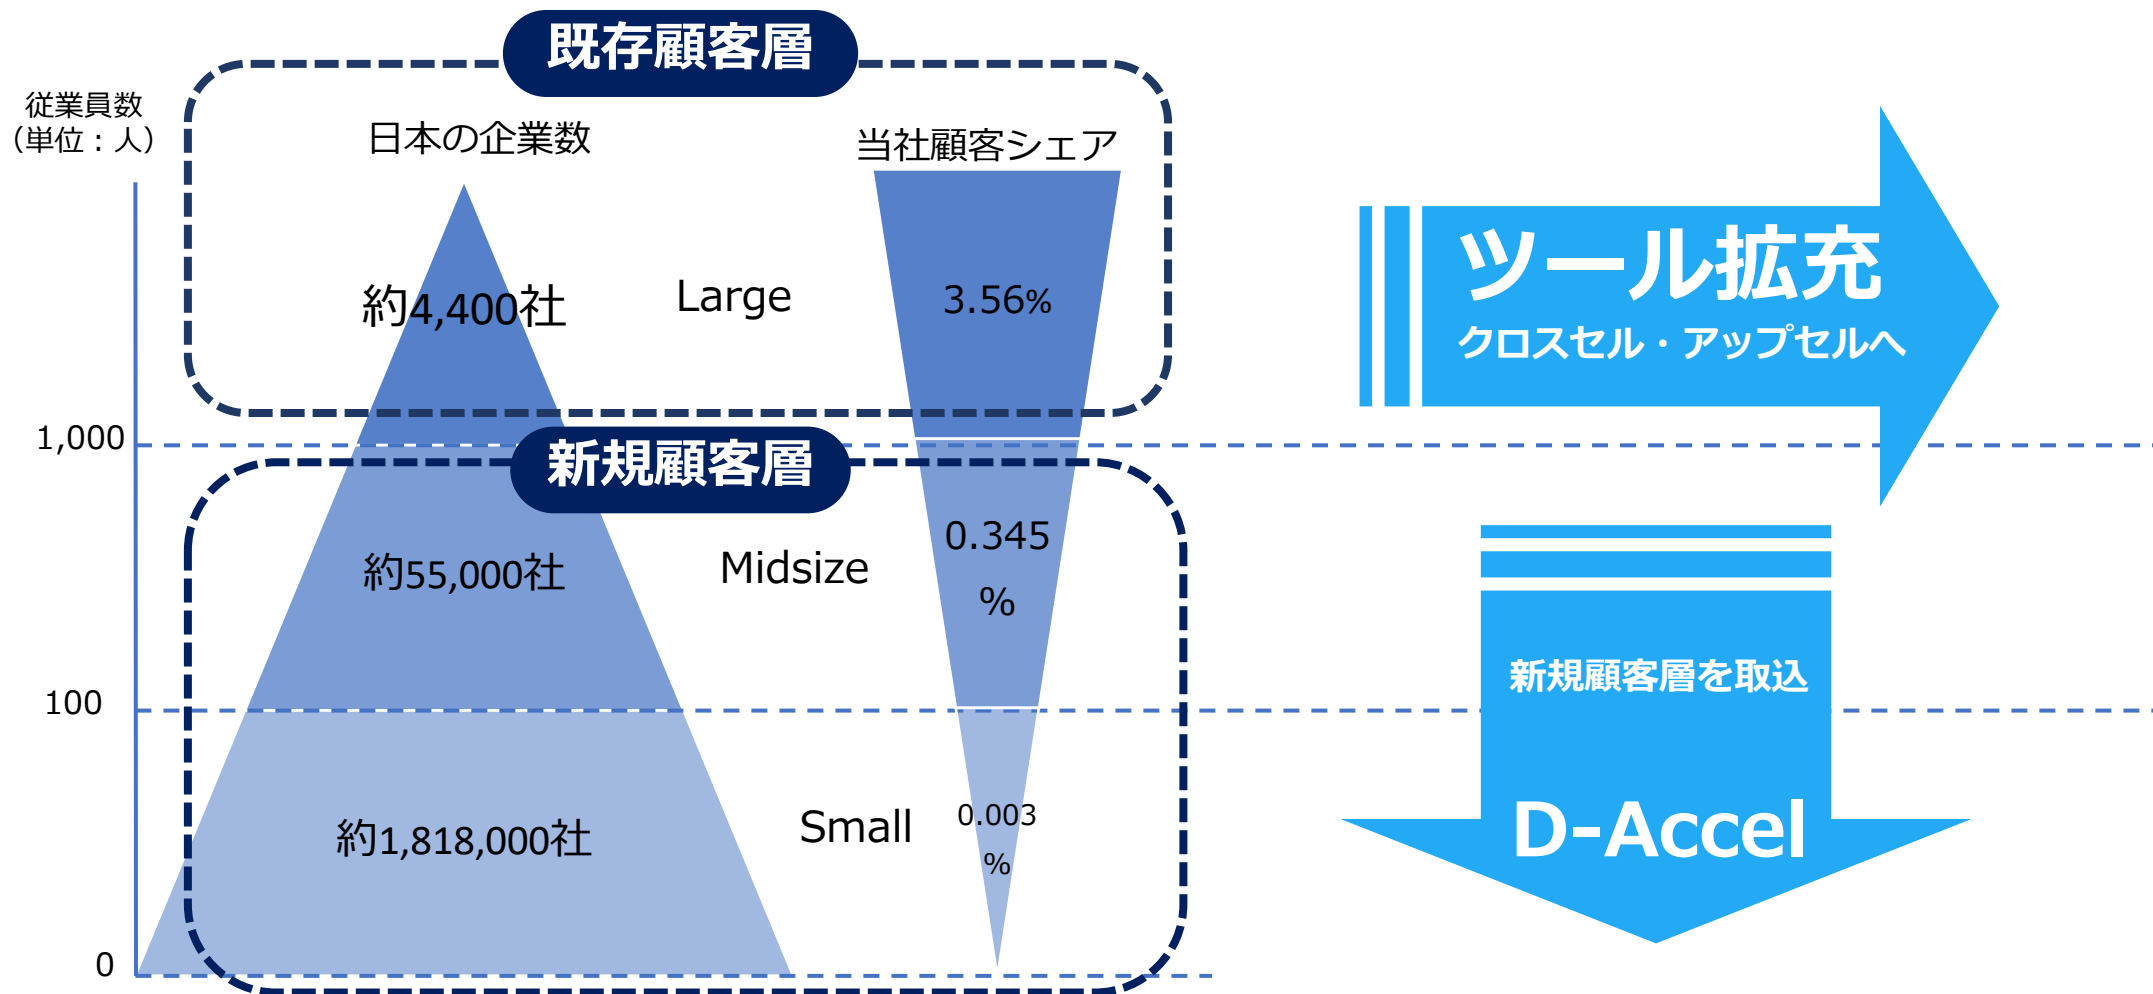 既存顧客層
従業員数
（単位：人）
日本の企業数
当社顧客シェア
約4,400社
Large
3.56%
ツール拡充
クロスセル・アップセルへ
1,000
新規顧客層
約55,000社
Midsize
0.345
%
新規顧客層を取込
100
約1,818,000社
Small
0.003
%
D-Accel
0